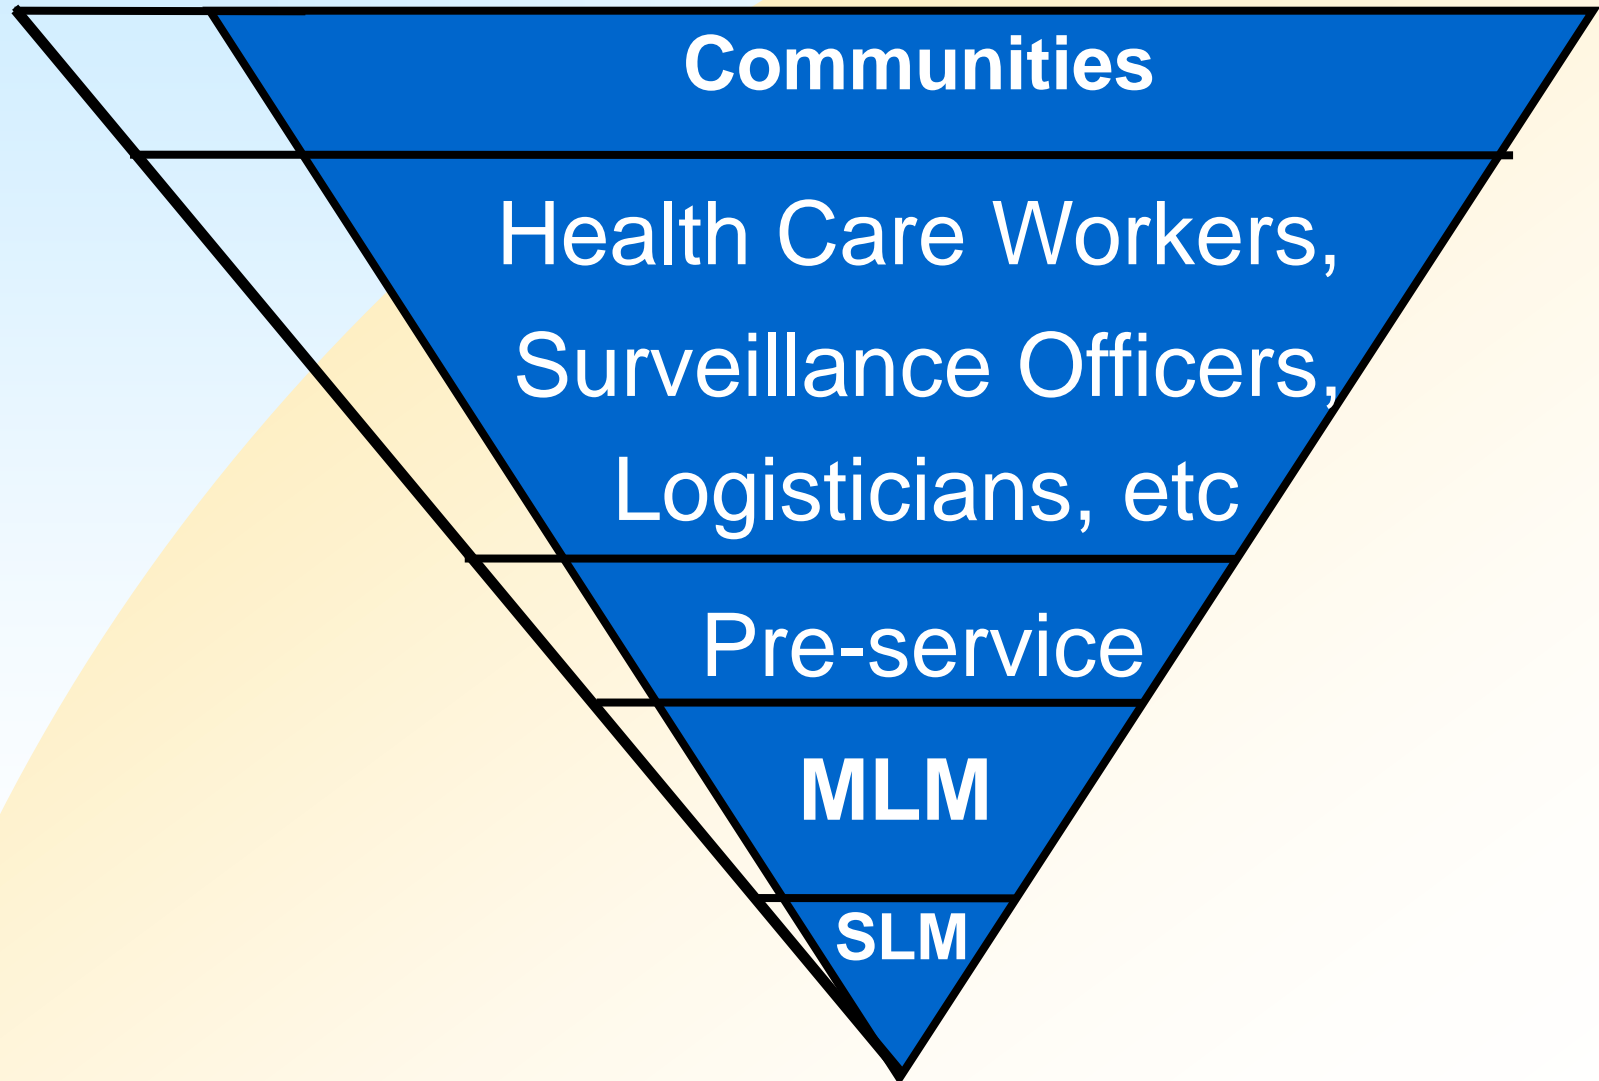 Communities
Health Care Workers,
Surveillance Officers,
Logisticians, etc
Pre-service
MLM
SLM